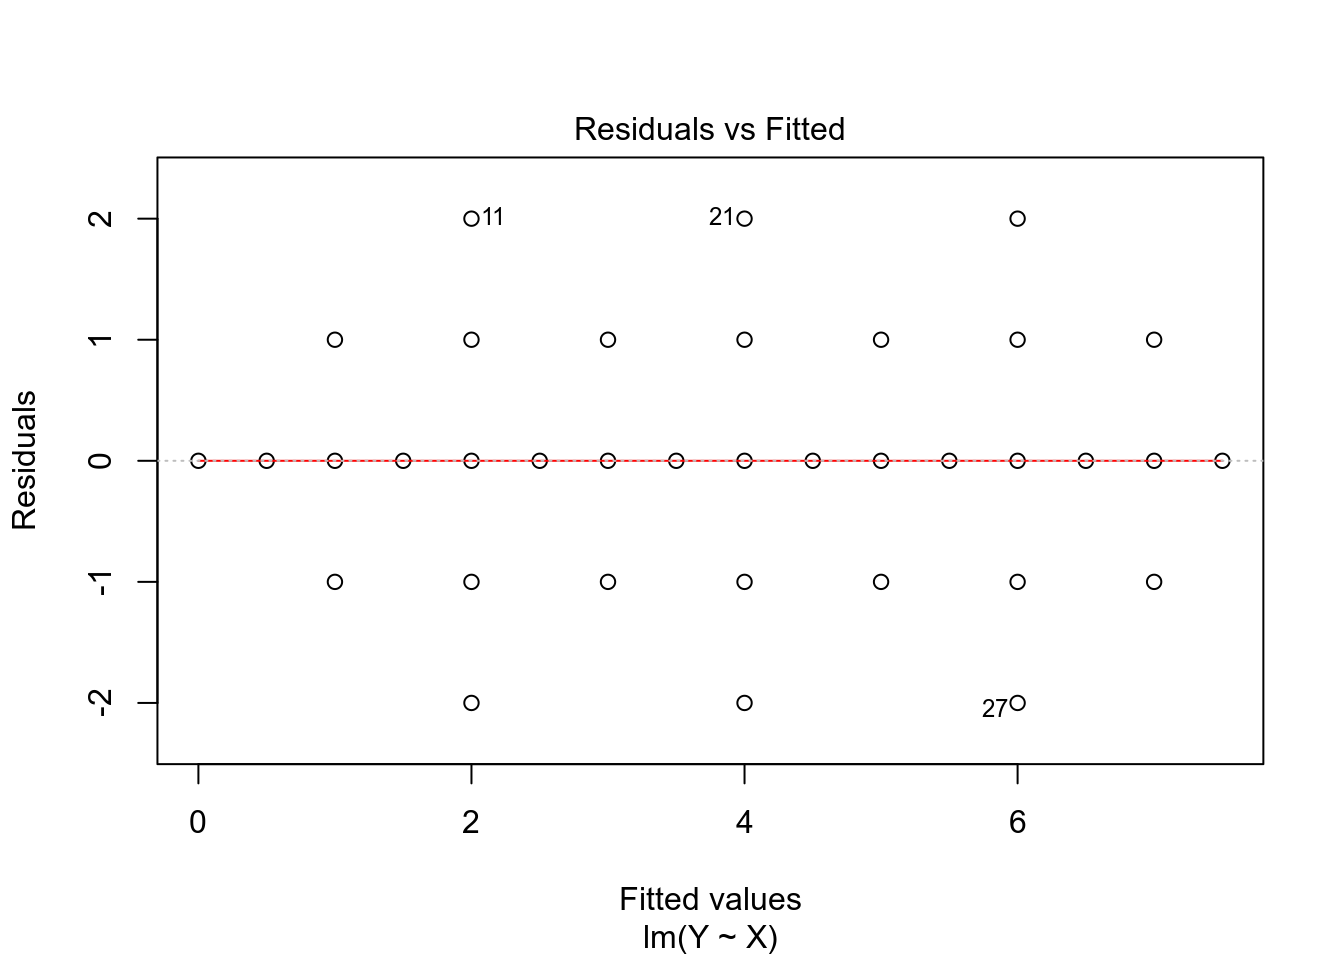 Residuals vs Fitted
Residuals
2
1
0
-1
-2
11
21
27
0 2 4 6
Fitted values
lm(Y ~ X)